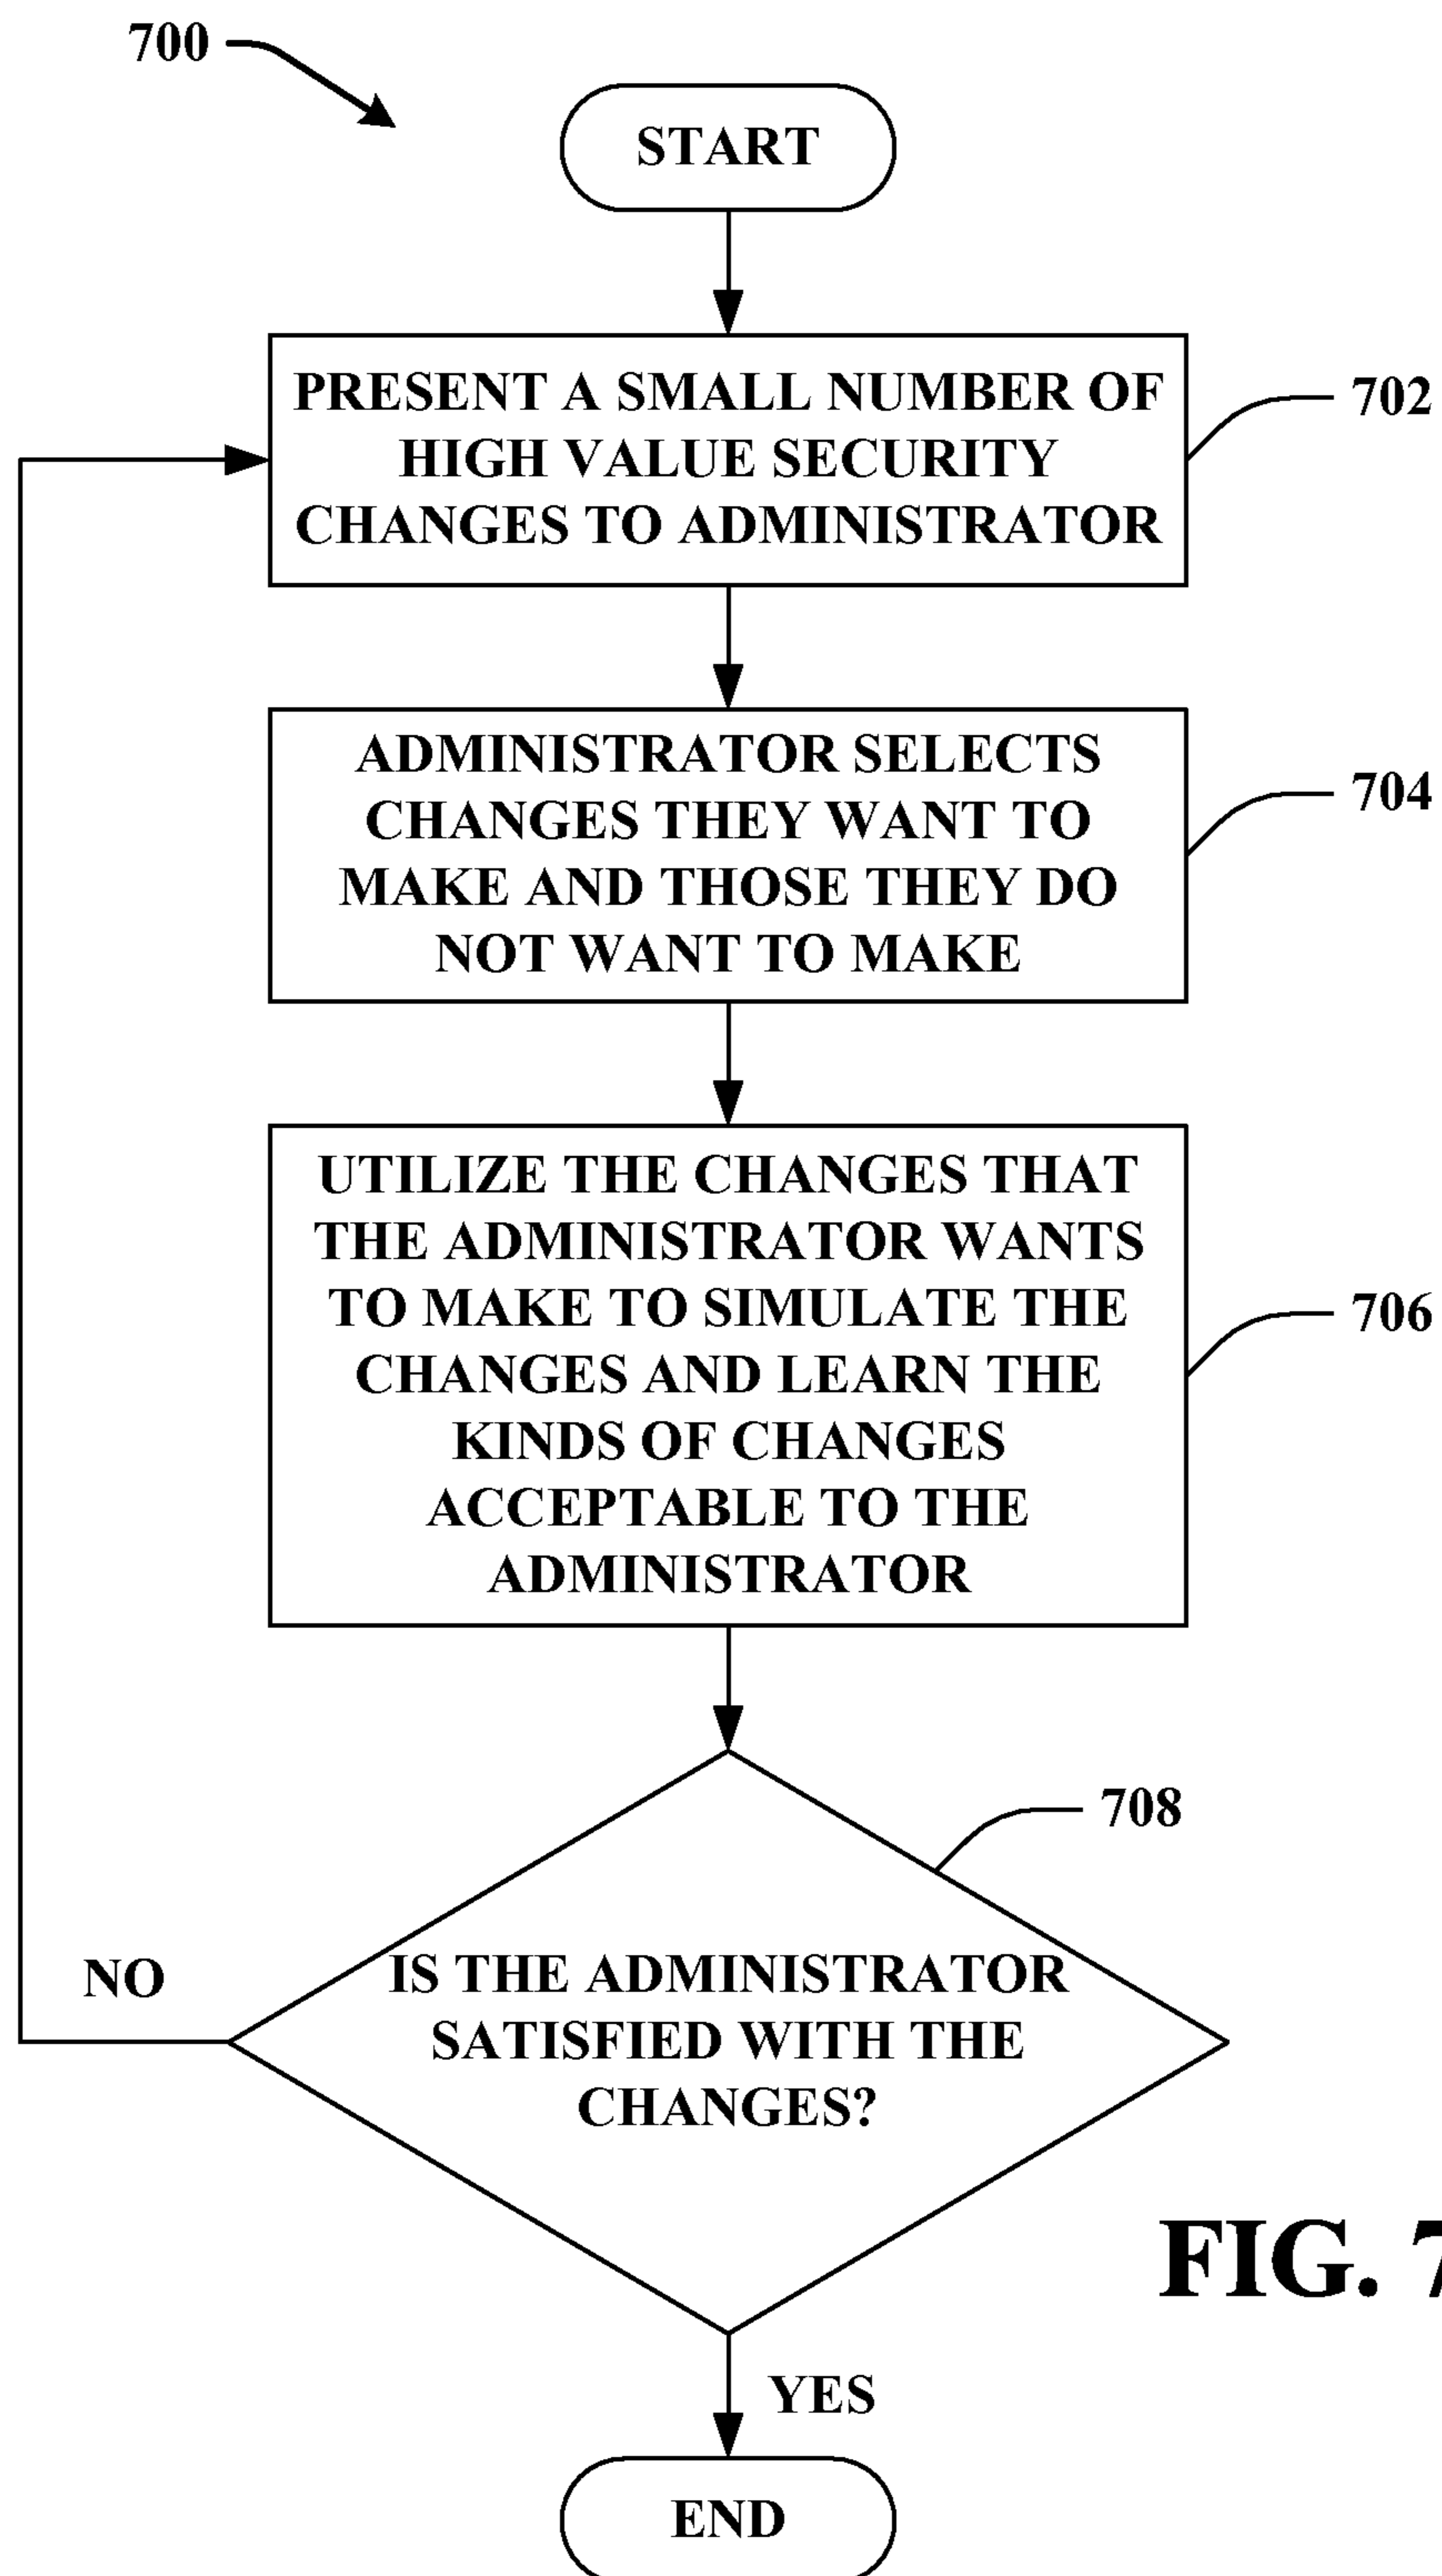 700
START
PRESENT A SMALL NUMBER OF
HIGH VALUE SECURITY
CHANGES TO ADMINISTRATOR
702
ADMINISTRATOR SELECTS
CHANGES THEY WANT TO
MAKE AND THOSE THEY DO
NOT WANT TO MAKE
704
UTILIZE THE CHANGES THAT
THE ADMINISTRATOR WANTS
TO MAKE TO SIMULATE THE
CHANGES AND LEARN THE
KINDS OF CHANGES
ACCEPTABLE TO THE
ADMINISTRATOR
706
708
NO
IS THE ADMINISTRATOR
SATISFIED WITH THE
CHANGES?
FIG. 7
YES
END